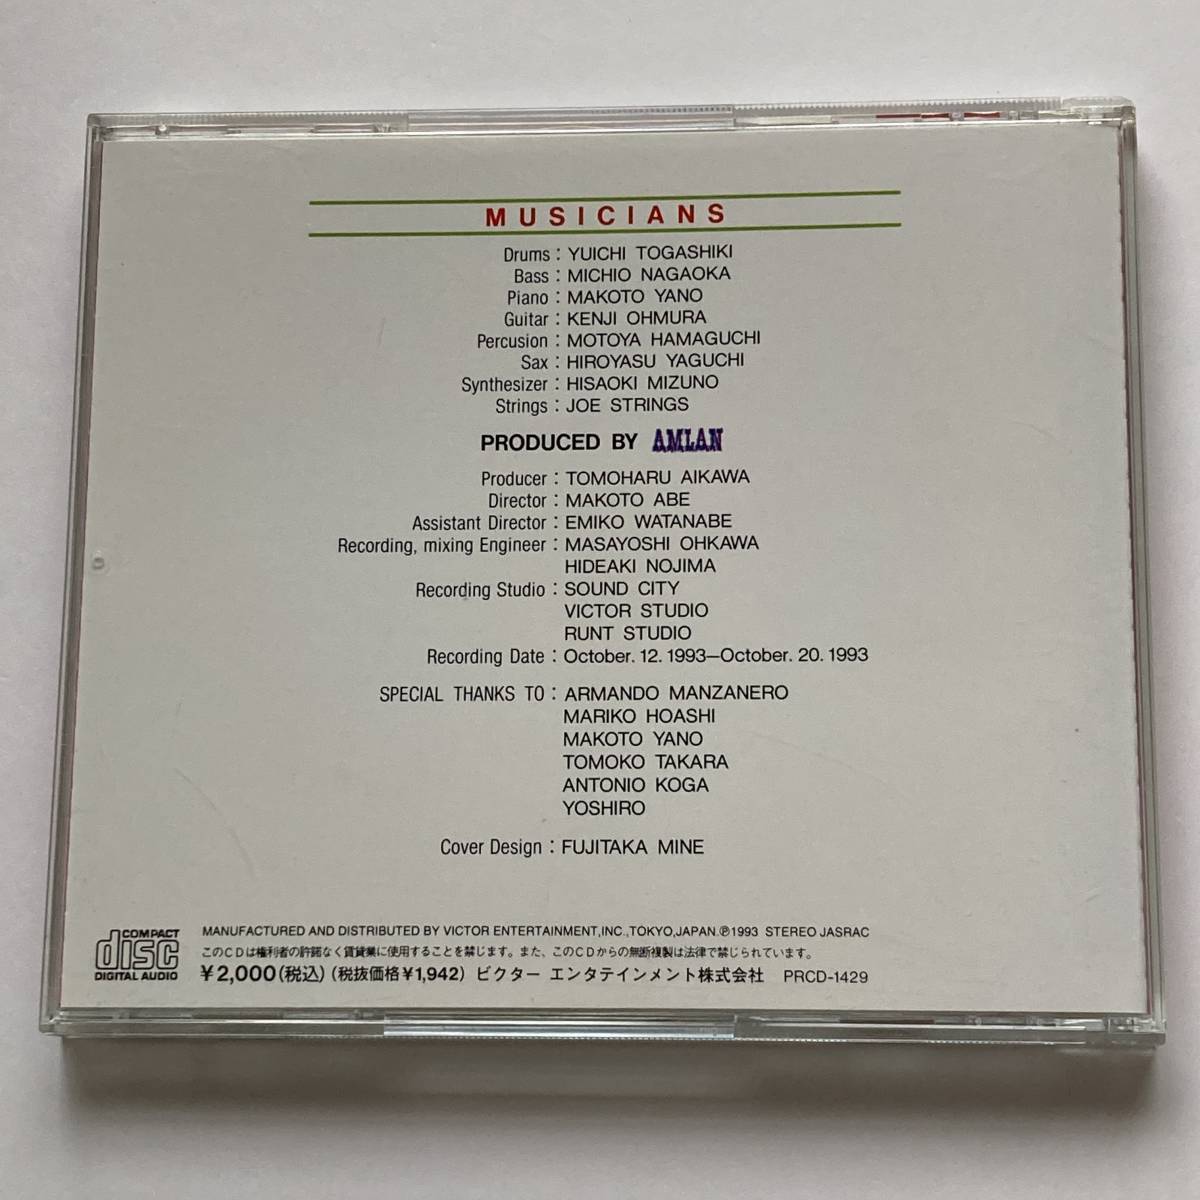 MUSICIANS
Drums : YUICHI TOGASHIKI
Bass : MICHIO NAGAOKA
Piano : MAKOTO YANO
Guitar : KENJI OHMURA
Percusion : MOTOYA HAMAGUCHI
Sax : HIROYASU YAGUCHI
Synthesizer : HISAOKI MIZUNO
Strings : JOE STRINGS
PRODUCED BY AMLAN
Producer : TOMOHARU AIKAWA
Director : MAKOTO ABE
Assistant Director : EMIKO WATANABE
Recording, mixing Engineer : MASAYOSHI OHKAWA
HIDEAKI NOJIMA
Recording Studio : SOUND CITY
VICTOR STUDIO
RUNT STUDIO
Recording Date : October. 12. 1993–October. 20. 1993
SPECIAL THANKS TO : ARMANDO MANZANERO
MARIKO HOASHI
MAKOTO YANO
TOMOKO TAKARA
ANTONIO KOGA
YOSHIRO
Cover Design : FUJITAKA MINE
COMPACT
disc
DIGITAL AUDIO
MANUFACTURED AND DISTRIBUTED BY VICTOR ENTERTAINMENT,INC.,TOKYO,JAPAN.℗1993 STEREO JASRAC
このCDは権利者の許諾なく賃貸業に使用することを禁じます。また、このCDからの無断複製は法律で禁じられています。
¥2,000(税込)(税抜価格¥1,942) ビクター エンタテインメント株式会社 PRCD-1429